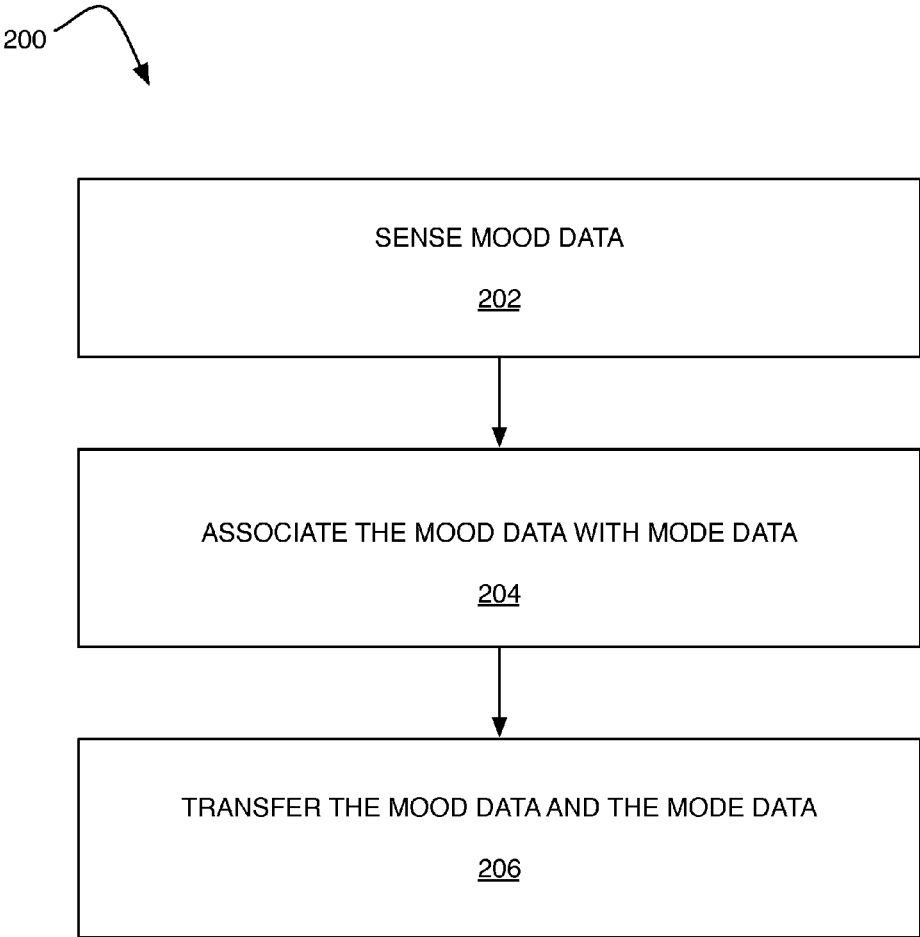 200
SENSE MOOD DATA
202
ASSOCIATE THE MOOD DATA WITH MODE DATA
204
TRANSFER THE MOOD DATA AND THE MODE DATA
206